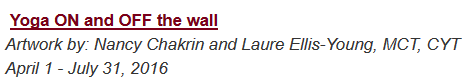 Yoga ON and OFF the wall
Artwork by: Nancy Chakrin and Laure Ellis-Young, MCT, CYT
April 1 - July 31, 2016